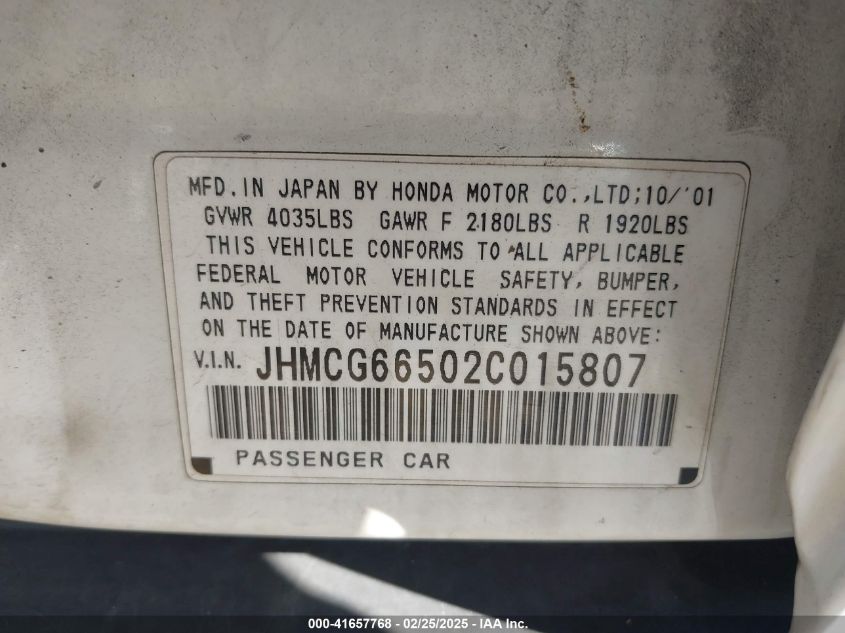 MFD.IN JAPAN BY HONDA MOTOR CO.,LTD;10/'01
GVWR 4035LBS GAWR F 2180LBS R 1920LBS
THIS VEHICLE CONFORMS TO ALL APPLICABLE
FEDERAL MOTOR VEHICLE SAFETY, BUMPER,
AND THEFT PREVENTION STANDARDS IN EFFECT
ON THE DATE OF MANUFACTURE SHOWN ABOVE:
V.I.N. JHMCG66502C015807
PASSENGER CAR
000-41657768 - 02/25/2025 - IAA Inc.